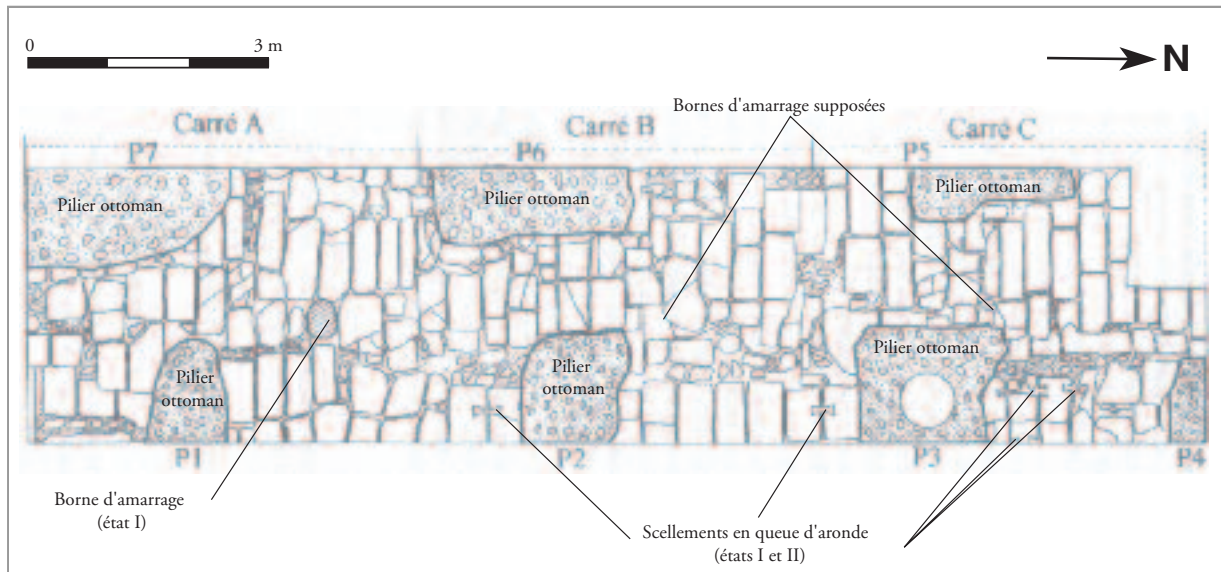 0 3 m
N
Bornes d'amarrage supposées
Carré A Carré B Carré C
P7 P6 P5
Pilier ottoman
Pilier ottoman
Pilier ottoman
Pilier
ottoman
Pilier
ottoman
Pilier ottoman
P1 P2 P3 P4
Borne d'amarrage
(état I)
Scellements en queue d'aronde
(états I et II)